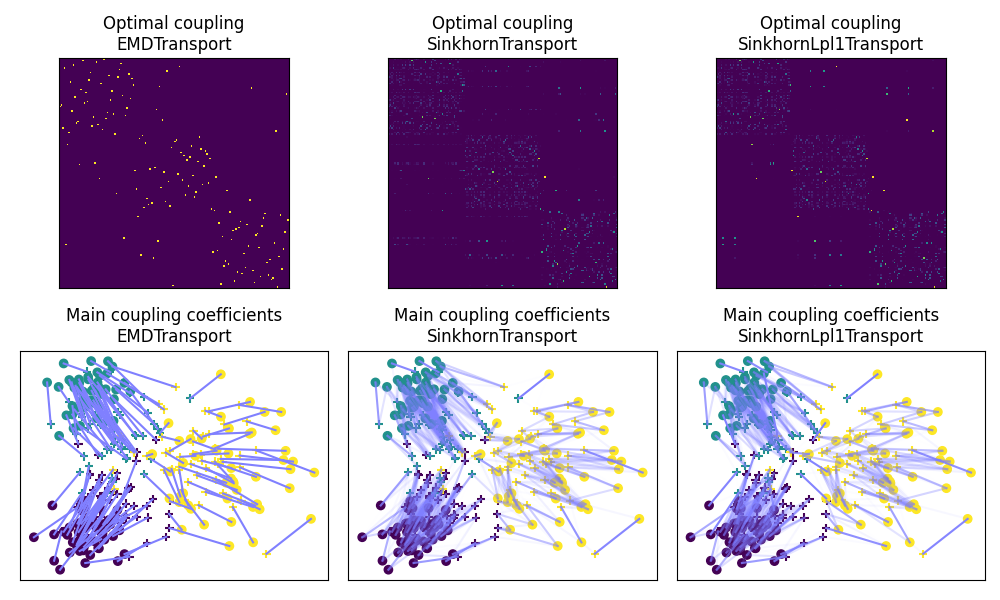 Optimal coupling
EMDTransport
Optimal coupling
SinkhornTransport
Optimal coupling
SinkhornLpl1Transport
Main coupling coefficients
EMDTransport
Main coupling coefficients
SinkhornTransport
Main coupling coefficients
SinkhornLpl1Transport